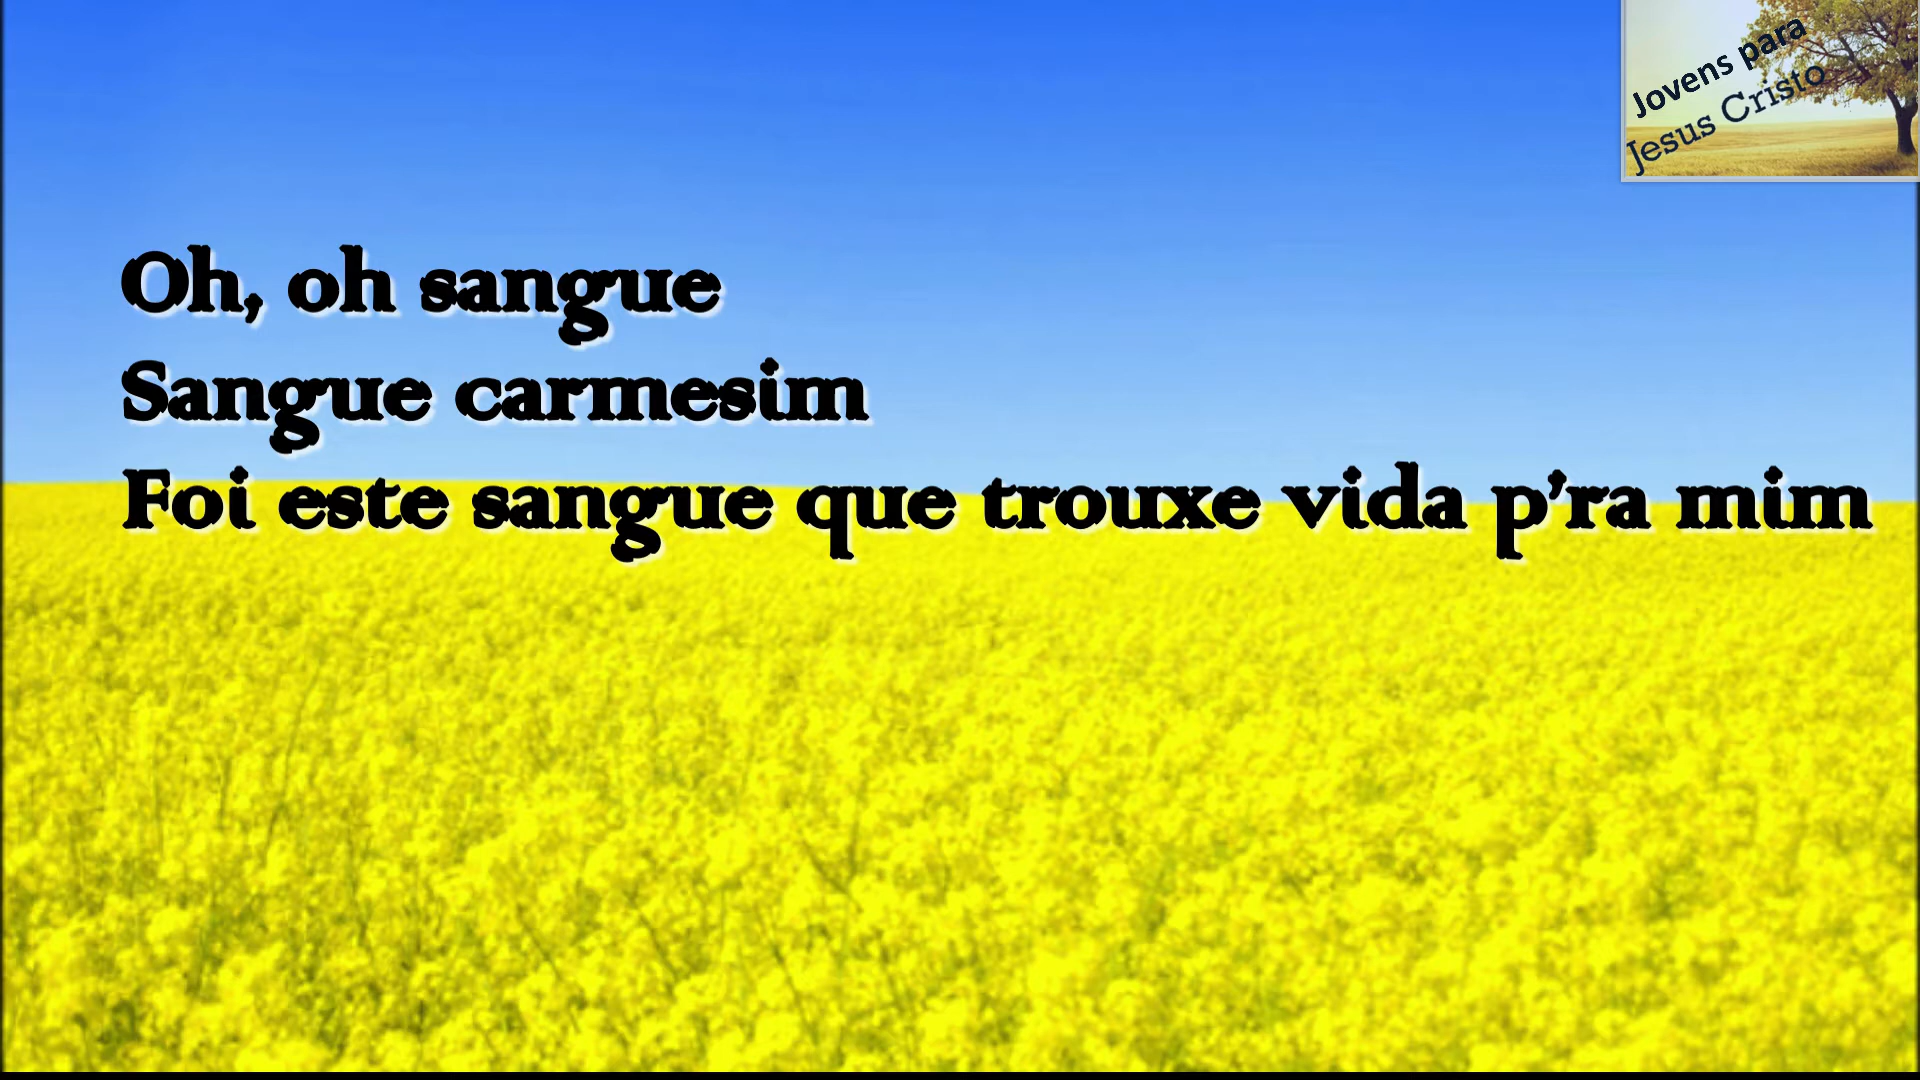 Jovens para
Jesus Cristo
Oh, oh sangue
Sangue carmesim
Foi este sangue que trouxe vida p'ra mim